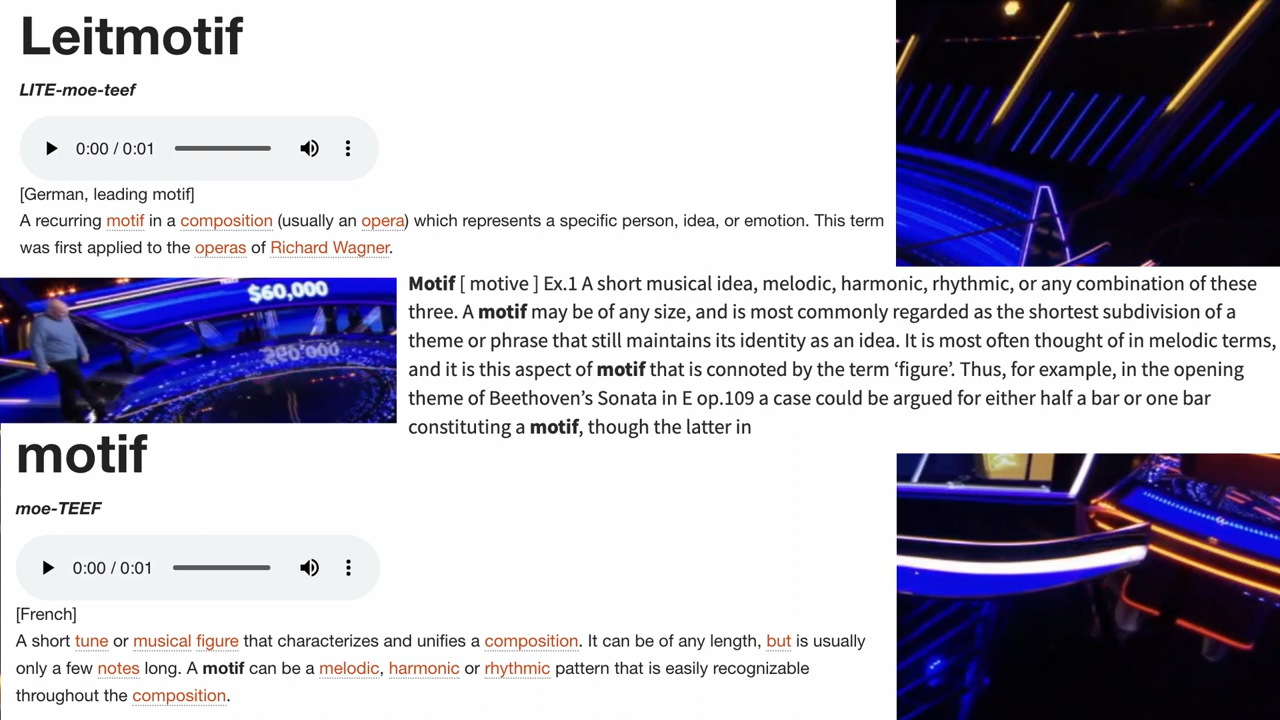 Leitmotif
LITE-moe-teef
0:00 / 0:01
[German, leading motif]
A recurring motif in a composition (usually an opera) which represents a specific person, idea, or emotion. This term
was first applied to the operas of Richard Wagner.
$60,000
Motif [ motive ] Ex.1 A short musical idea, melodic, harmonic, rhythmic, or any combination of these
three. A motif may be of any size, and is most commonly regarded as the shortest subdivision of a
theme or phrase that still maintains its identity as an idea. It is most often thought of in melodic terms,
and it is this aspect of motif that is connoted by the term ‘figure’. Thus, for example, in the opening
theme of Beethoven’s Sonata in E op.109 a case could be argued for either half a bar or one bar
constituting a motif, though the latter in
motif
moe-TEEF
0:00 / 0:01
[French]
A short tune or musical figure that characterizes and unifies a composition. It can be of any length, but is usually
only a few notes long. A motif can be a melodic, harmonic or rhythmic pattern that is easily recognizable
throughout the composition.